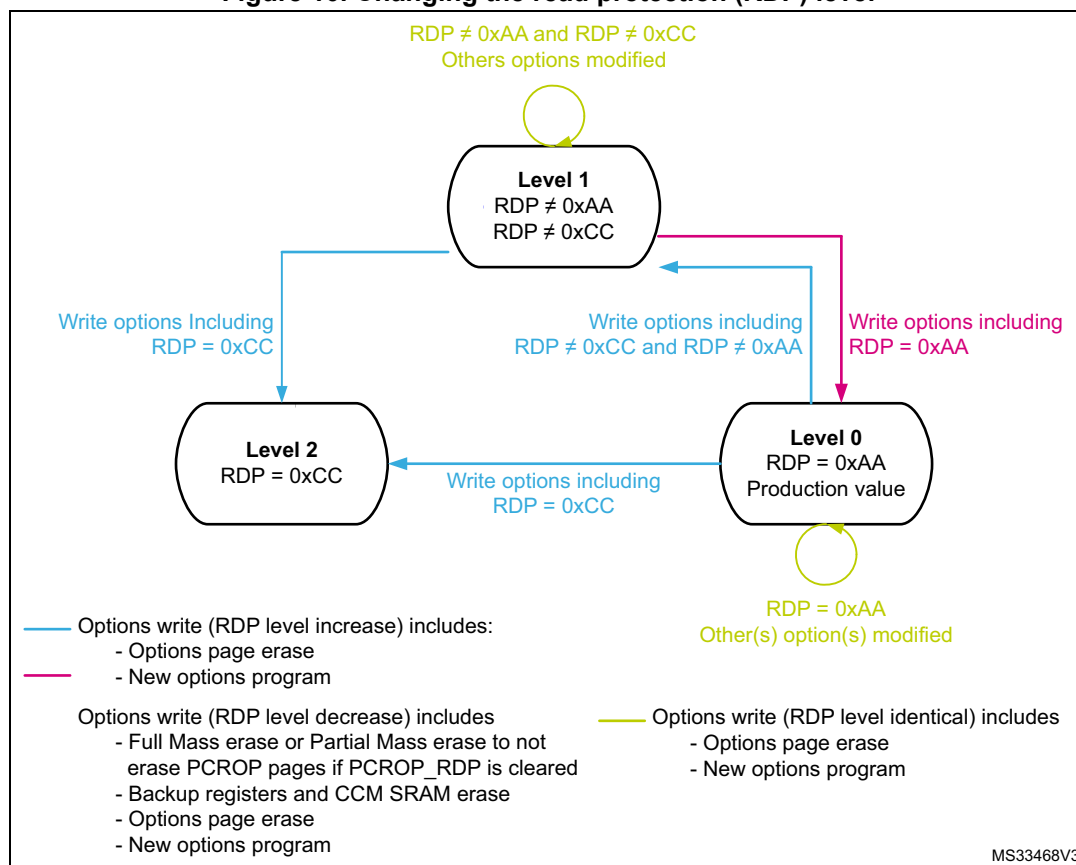 RDP ≠ 0xAA and RDP ≠ 0xCC
Others options modified
Level 1
RDP ≠ 0xAA
RDP ≠ 0xCC
Write options Including
RDP = 0xCC
Write options including
RDP ≠ 0xCC and RDP ≠ 0xAA
Write options including
RDP = 0xAA
Level 2
RDP = 0xCC
Level 0
RDP = 0xAA
Production value
Write options including
RDP = 0xCC
RDP = 0xAA
Other(s) option(s) modified
Options write (RDP level increase) includes:
- Options page erase
- New options program
Options write (RDP level decrease) includes
- Full Mass erase or Partial Mass erase to not
erase PCROP pages if PCROP_RDP is cleared
- Backup registers and CCM SRAM erase
- Options page erase
- New options program
Options write (RDP level identical) includes
- Options page erase
- New options program
MS33468V3